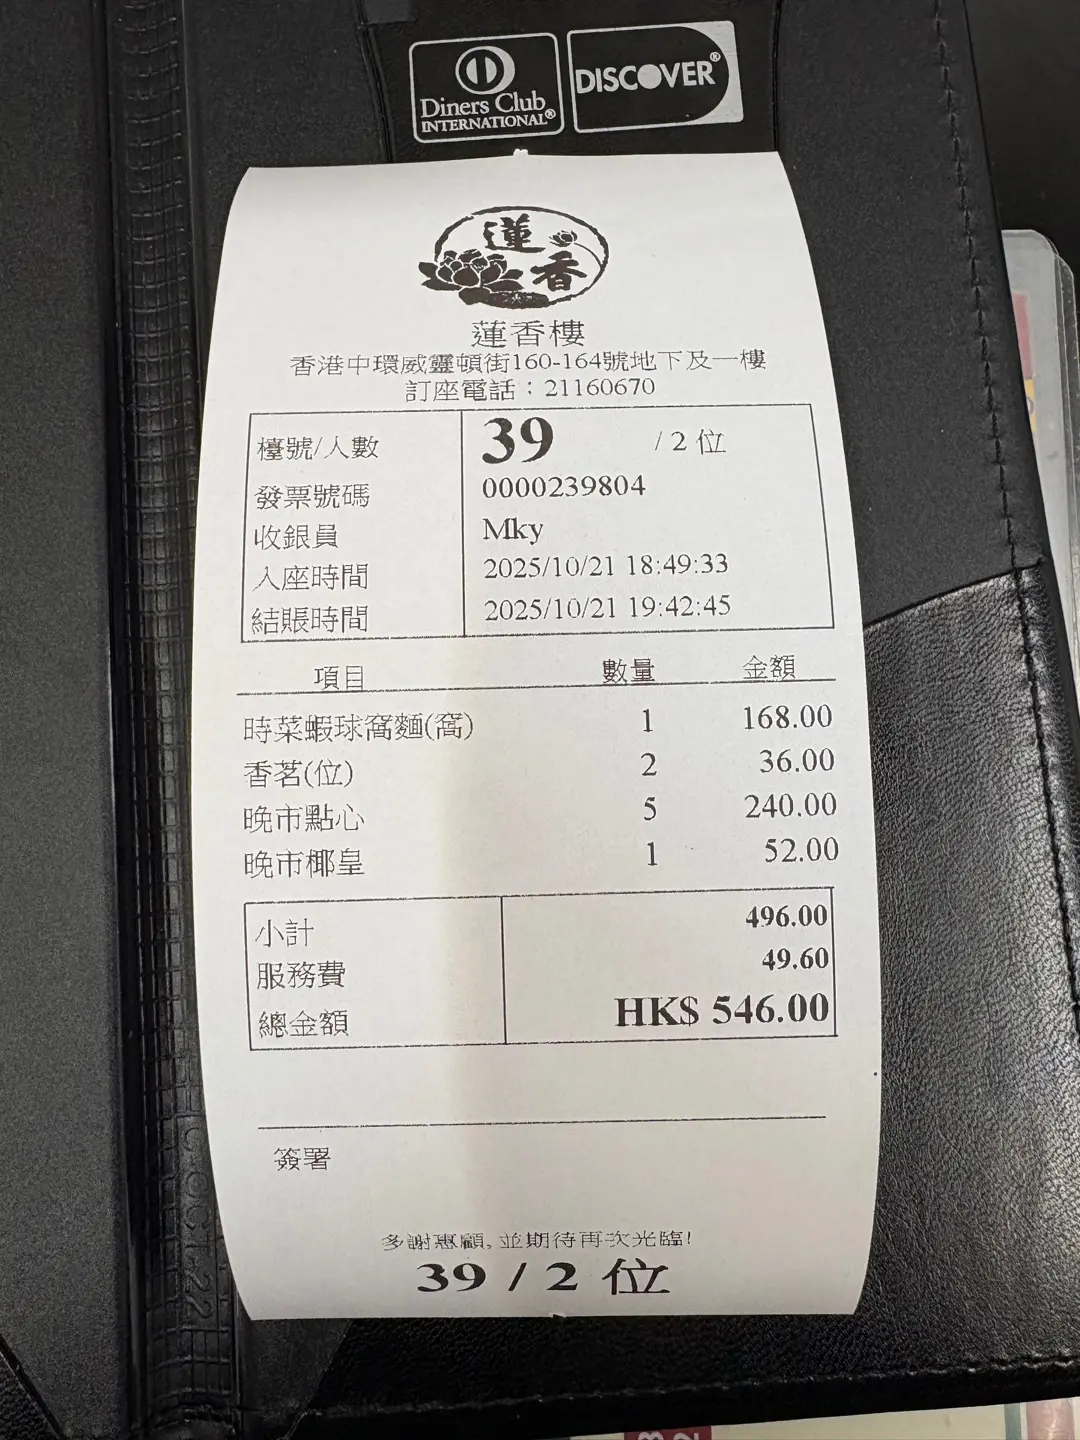 Diners Club
INTERNATIONAL®
DISCOVER®
蓮香
蓮香樓
香港中環威靈頓街160-164號地下及一樓
訂座電話：21160670
檯號/人數 39 / 2 位
發票號碼 0000239804
收銀員 Mky
入座時間 2025/10/21 18:49:33
結賬時間 2025/10/21 19:42:45
項目 數量 金額
時菜蝦球窩麵(窩) 1 168.00
香茗(位) 2 36.00
晚市點心 5 240.00
晚市椰皇 1 52.00
小計 496.00
服務費 49.60
總金額 HK$ 546.00
簽署
多謝惠顧, 並期待再次光臨!
39 / 2 位